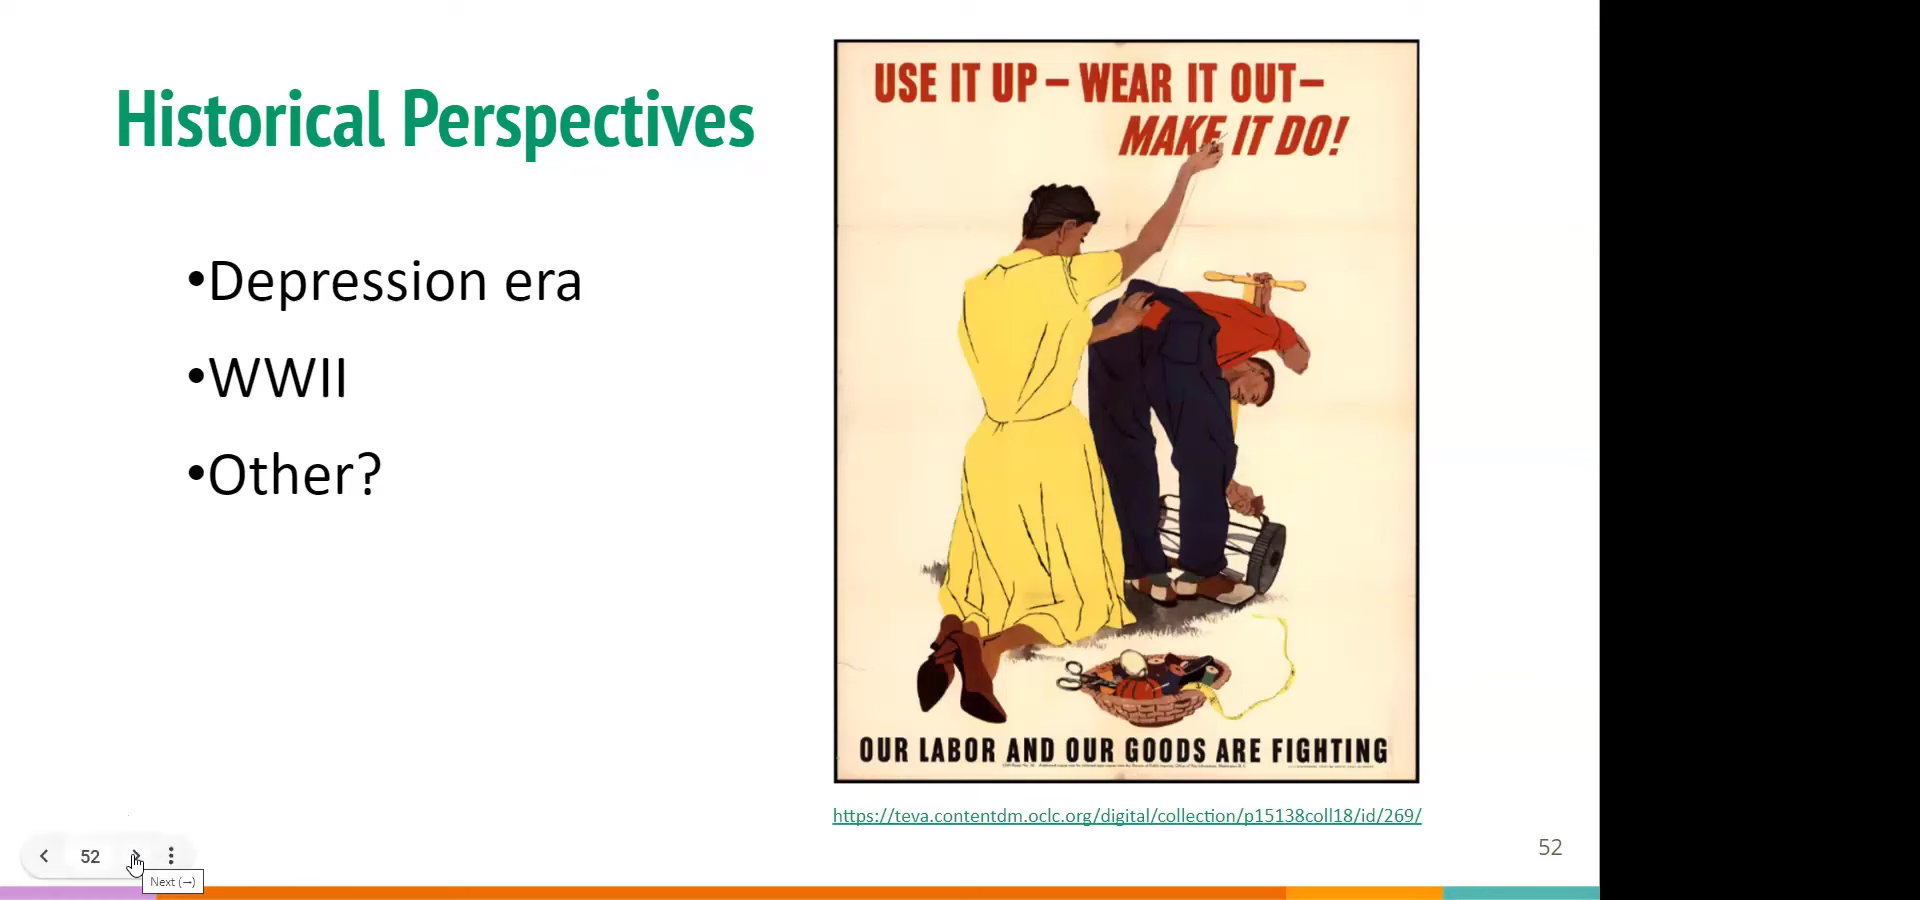 Historical Perspectives
•Depression era
•WWII
•Other?
USE IT UP – WEAR IT OUT –
MAKE IT DO!
OUR LABOR AND OUR GOODS ARE FIGHTING
https://teva.contentdm.oclc.org/digital/collection/p15138coll18/id/269/
52
52
Next (→)